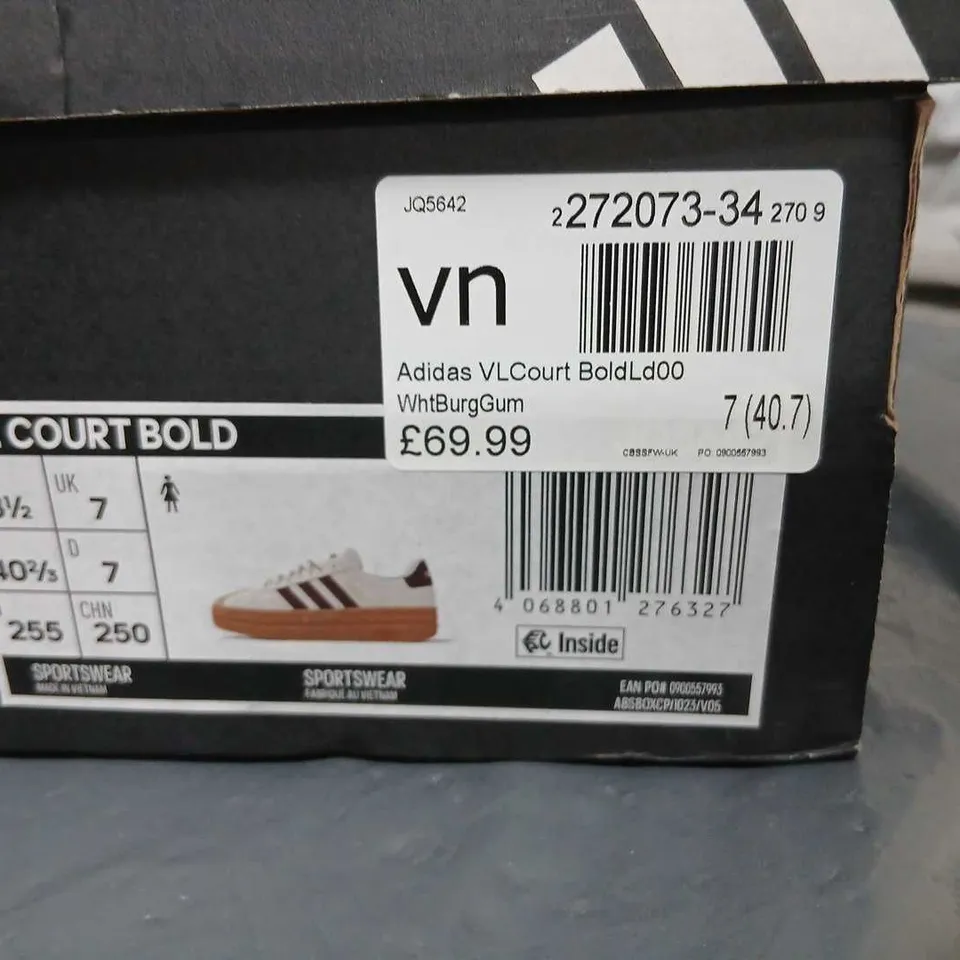 JQ5642
2272073-34 270 9
vn
Adidas VLCourt BoldLd00
WhtBurgGum
7 (40.7)
£69.99
CBSSFW-UK PO: 0900557993
COURT BOLD
UK
7
D
7
40⅔
255
CHN
250
4 068801 276327
Inside
SPORTSWEAR
MADE IN VIETNAM
SPORTSWEAR
FABRIQUÉ AU VIETNAM
EAN PO# 0900557993
ABSBOXCP/1023/V05